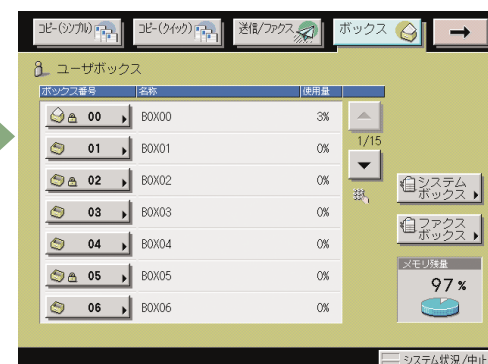 コピー(シンプル)
コピー(クイック)
送信/ファクス
ボックス
→
ユーザボックス
ボックス番号 名称 使用量
00 BOX00 3%
01 BOX01 0%
02 BOX02 0%
03 BOX03 0%
04 BOX04 0%
05 BOX05 0%
06 BOX06 0%
1/15
システム
ボックス
ファクス
ボックス
メモリ残量
97%
システム状況/中止